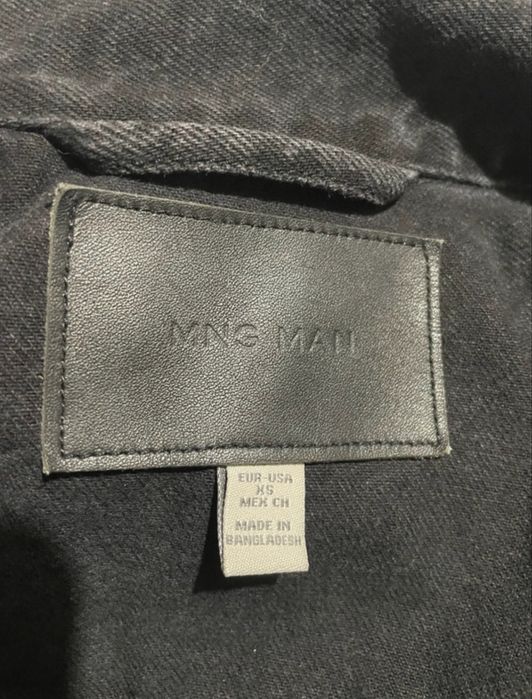 MNG MAN
EUR-USA
XS
MEX CH
MADE IN
BANGLADESH